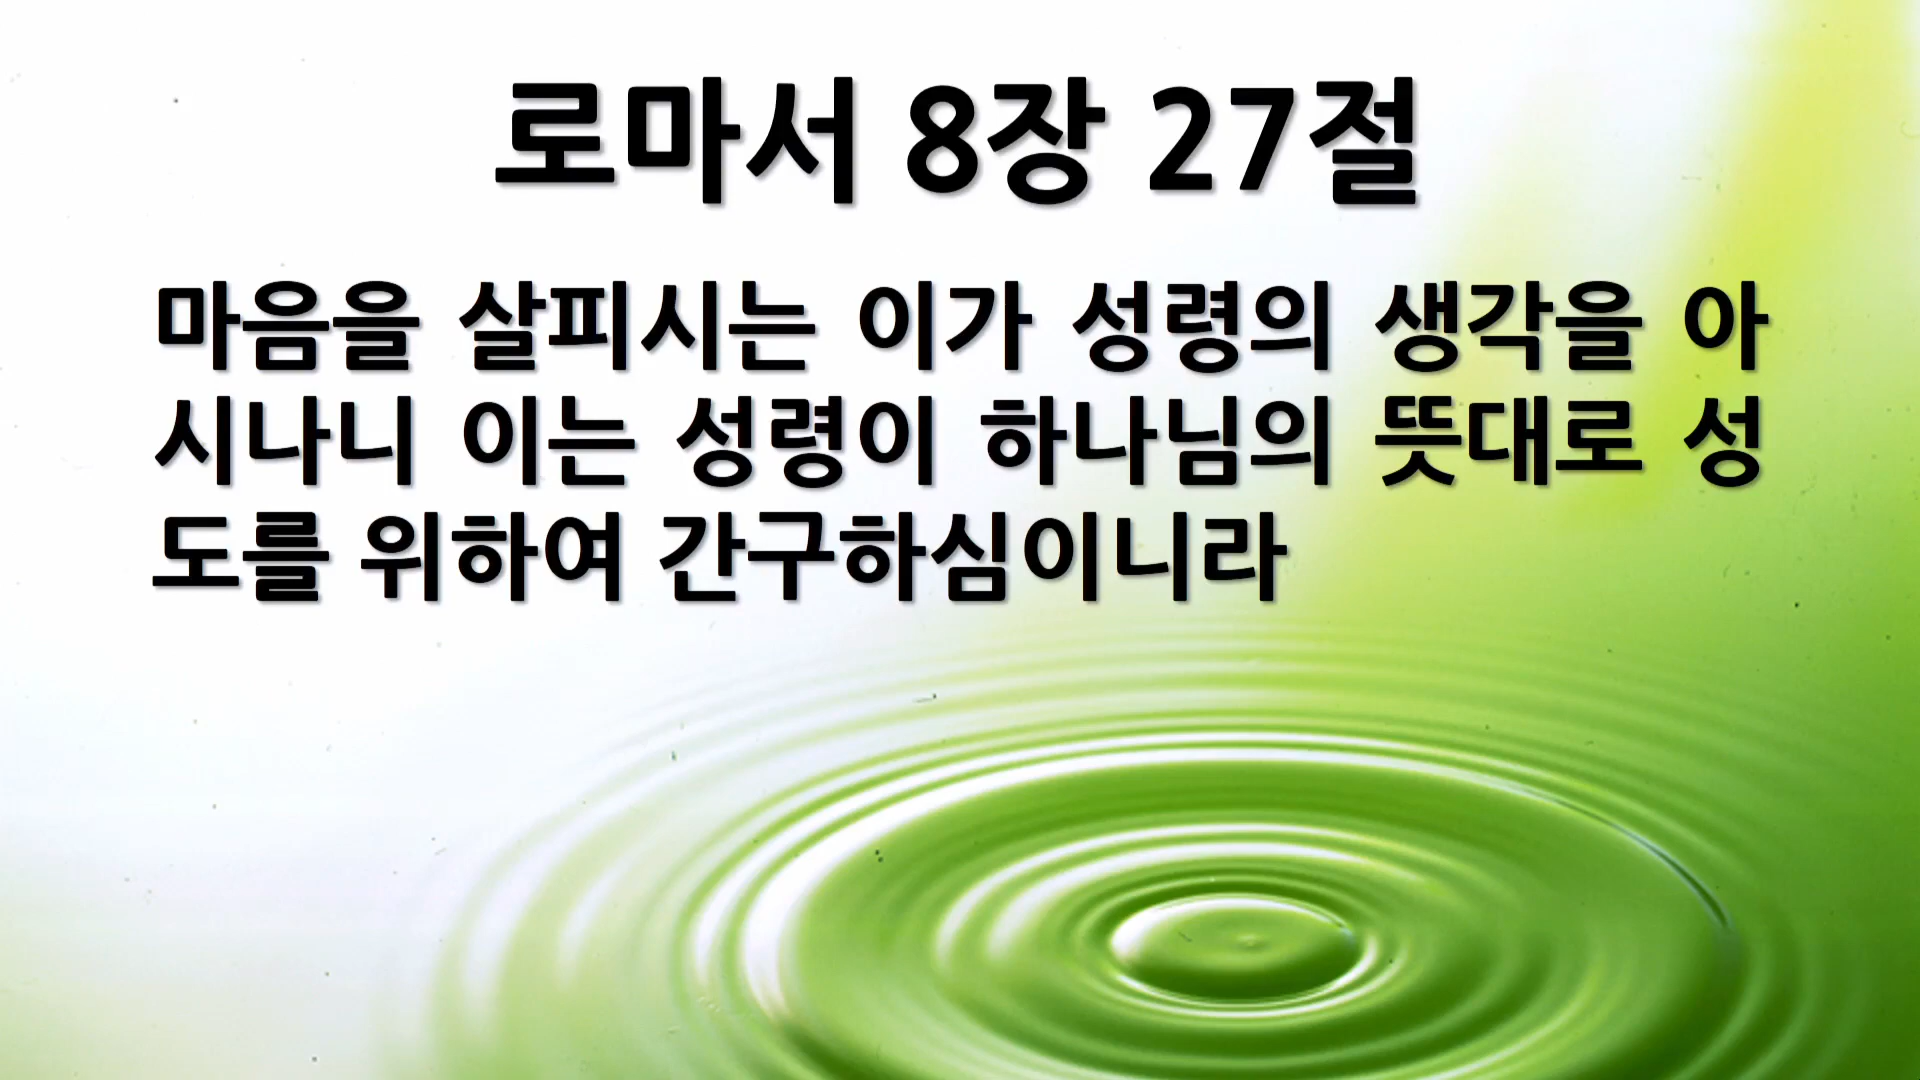 로마서 8장 27절
마음을 살피시는 이가 성령의 생각을 아
시나니 이는 성령이 하나님의 뜻대로 성
도를 위하여 간구하심이니라